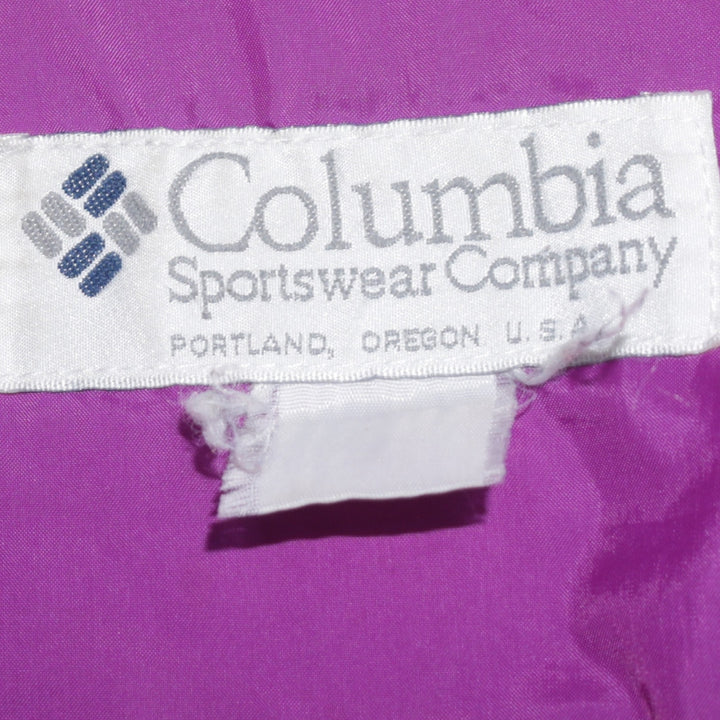 Columbia
Sportswear Company
PORTLAND, OREGON U.S.A.